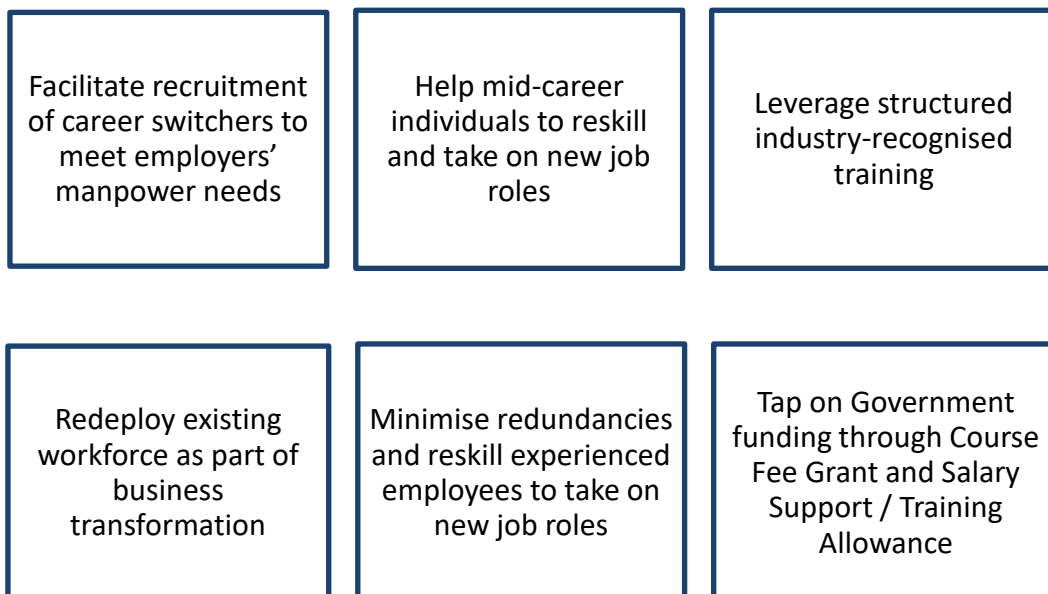 Facilitate recruitment
of career switchers to
meet employers’
manpower needs
Help mid-career
individuals to reskill
and take on new job
roles
Leverage structured
industry-recognised
training
Redeploy existing
workforce as part of
business
transformation
Minimise redundancies
and reskill experienced
employees to take on
new job roles
Tap on Government
funding through Course
Fee Grant and Salary
Support / Training
Allowance